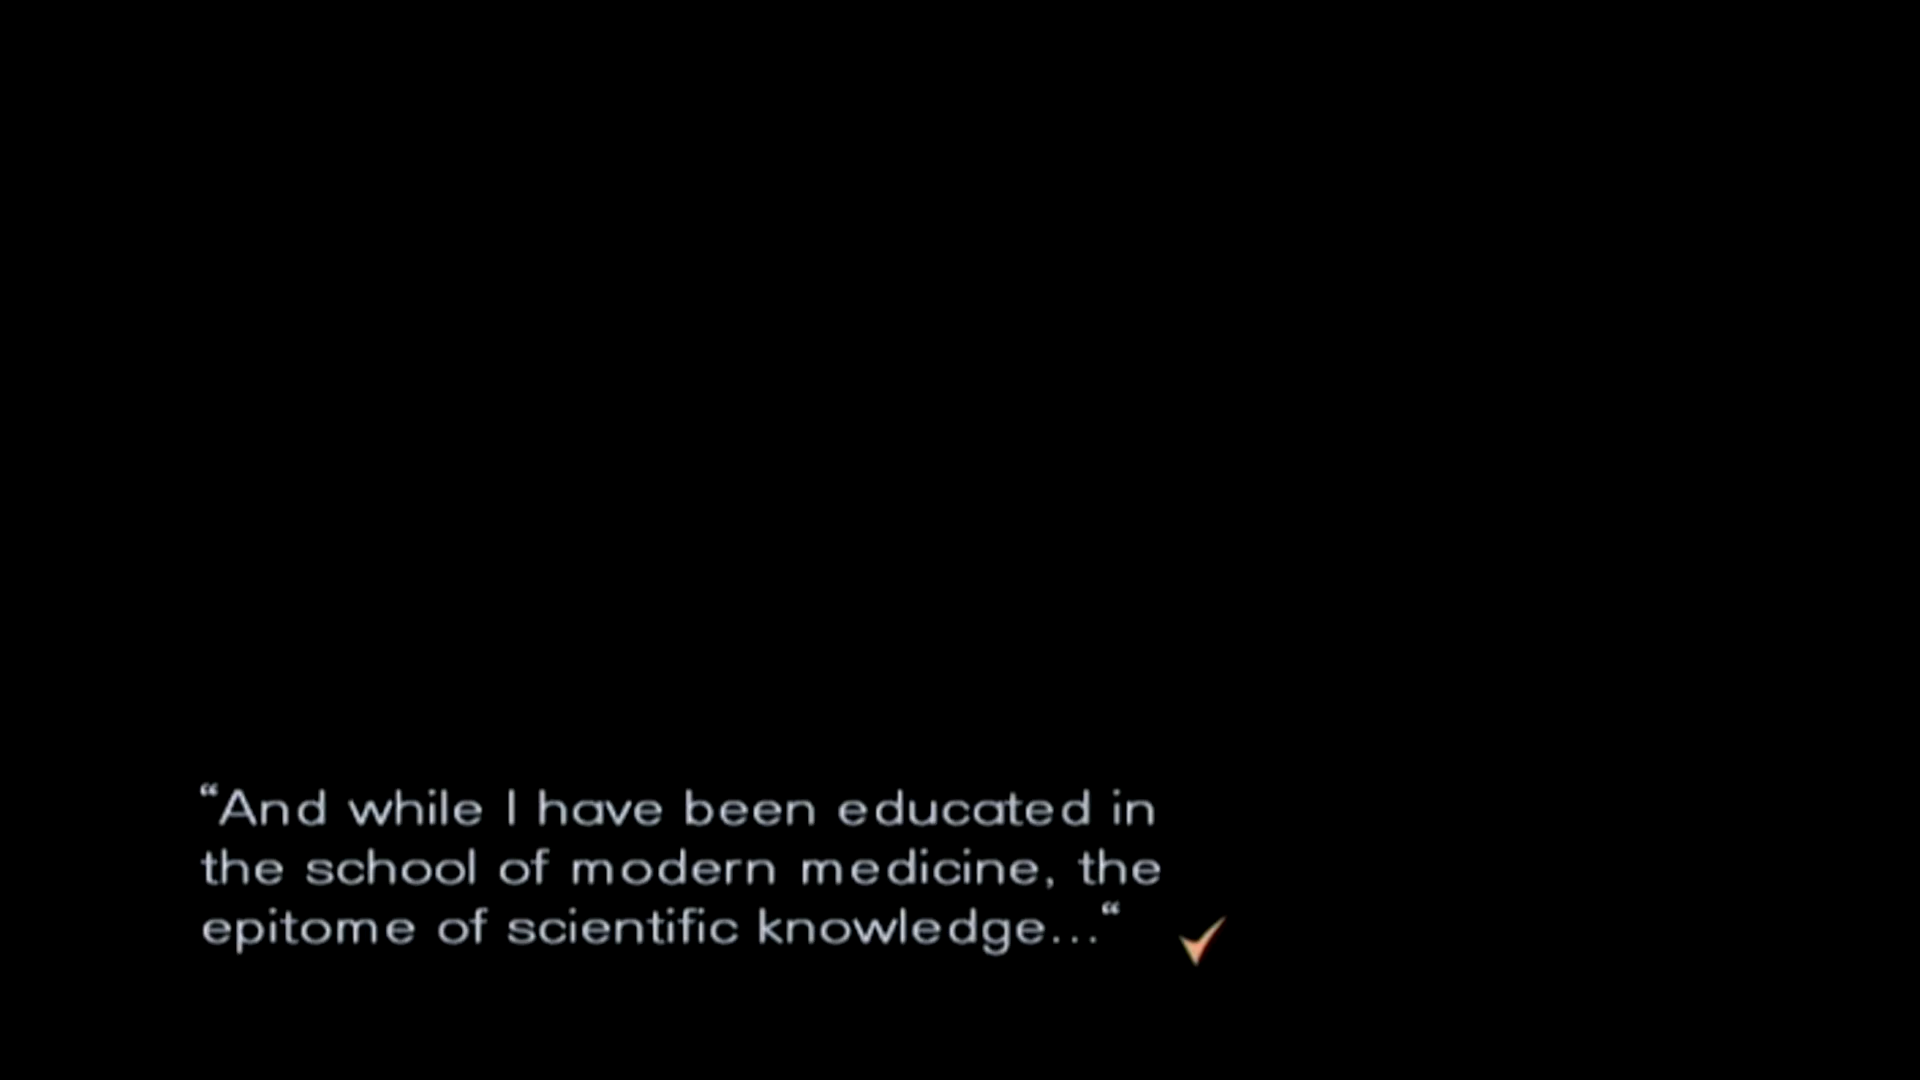 “And while I have been educated in
the school of modern medicine, the
epitome of scientific knowledge...“